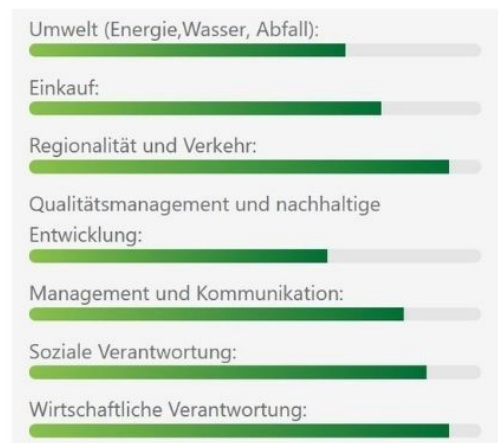 Umwelt (Energie,Wasser, Abfall):
Einkauf:
Regionalität und Verkehr:
Qualitätsmanagement und nachhaltige
Entwicklung:
Management und Kommunikation:
Soziale Verantwortung:
Wirtschaftliche Verantwortung: